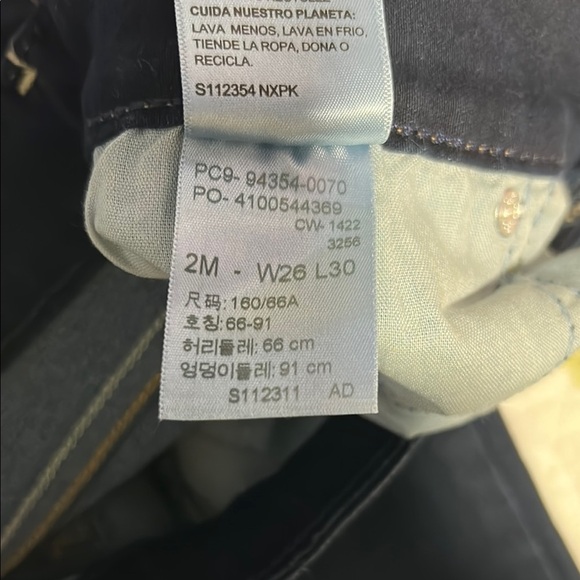 CUIDA NUESTRO PLANETA:
LAVA MENOS, LAVA EN FRIO,
TIENDE LA ROPA, DONA O
RECICLA.
S112354 NXPK
PC9- 94354-0070
PO- 4100544369
CW- 1422
3256
2M - W26 L30
尺码: 160/66A
호칭: 66-91
허리둘레: 66 cm
엉덩이둘레: 91 cm
S112311 AD